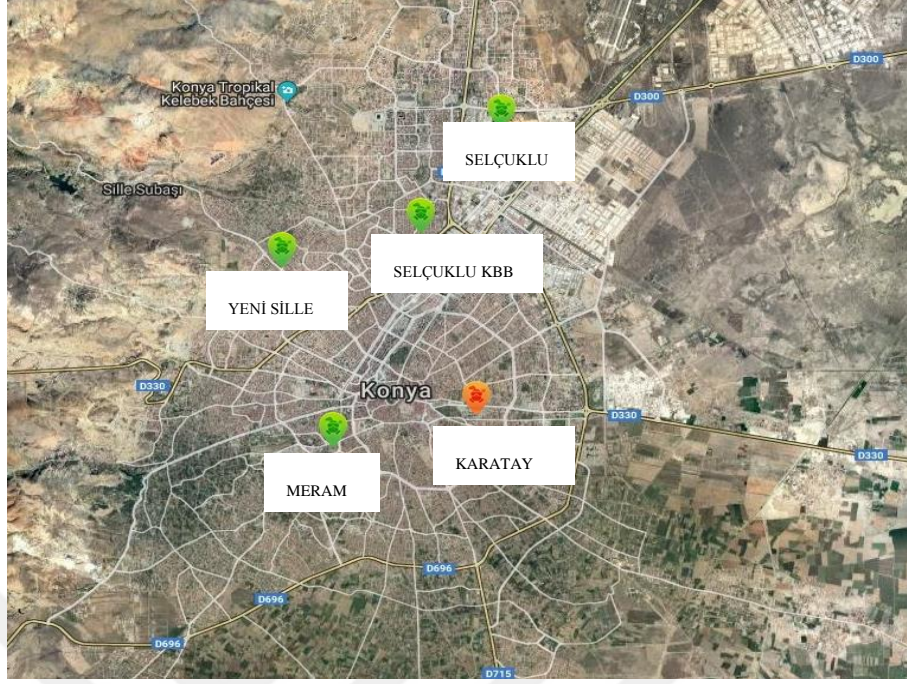 D300
Konya Tropikal
Kelebek Bahçesi
D300
SELÇUKLU
Sille Subaşı
SELÇUKLU KBB
YENİ SİLLE
D330
Konya
D330
D330
KARATAY
MERAM
D696
D696
D696
D715